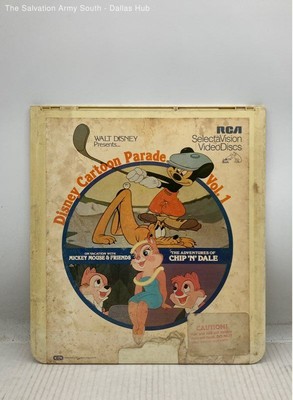 The Salvation Army South - Dallas Hub
WALT DISNEY
Presents...
RCA
SelectaVision
VideoDiscs
Disney Cartoon Parade, Vol. 1
ON VACATION WITH
MICKEY MOUSE & FRIENDS
THE ADVENTURES OF
CHIP 'N' DALE
CAUTION!
CED